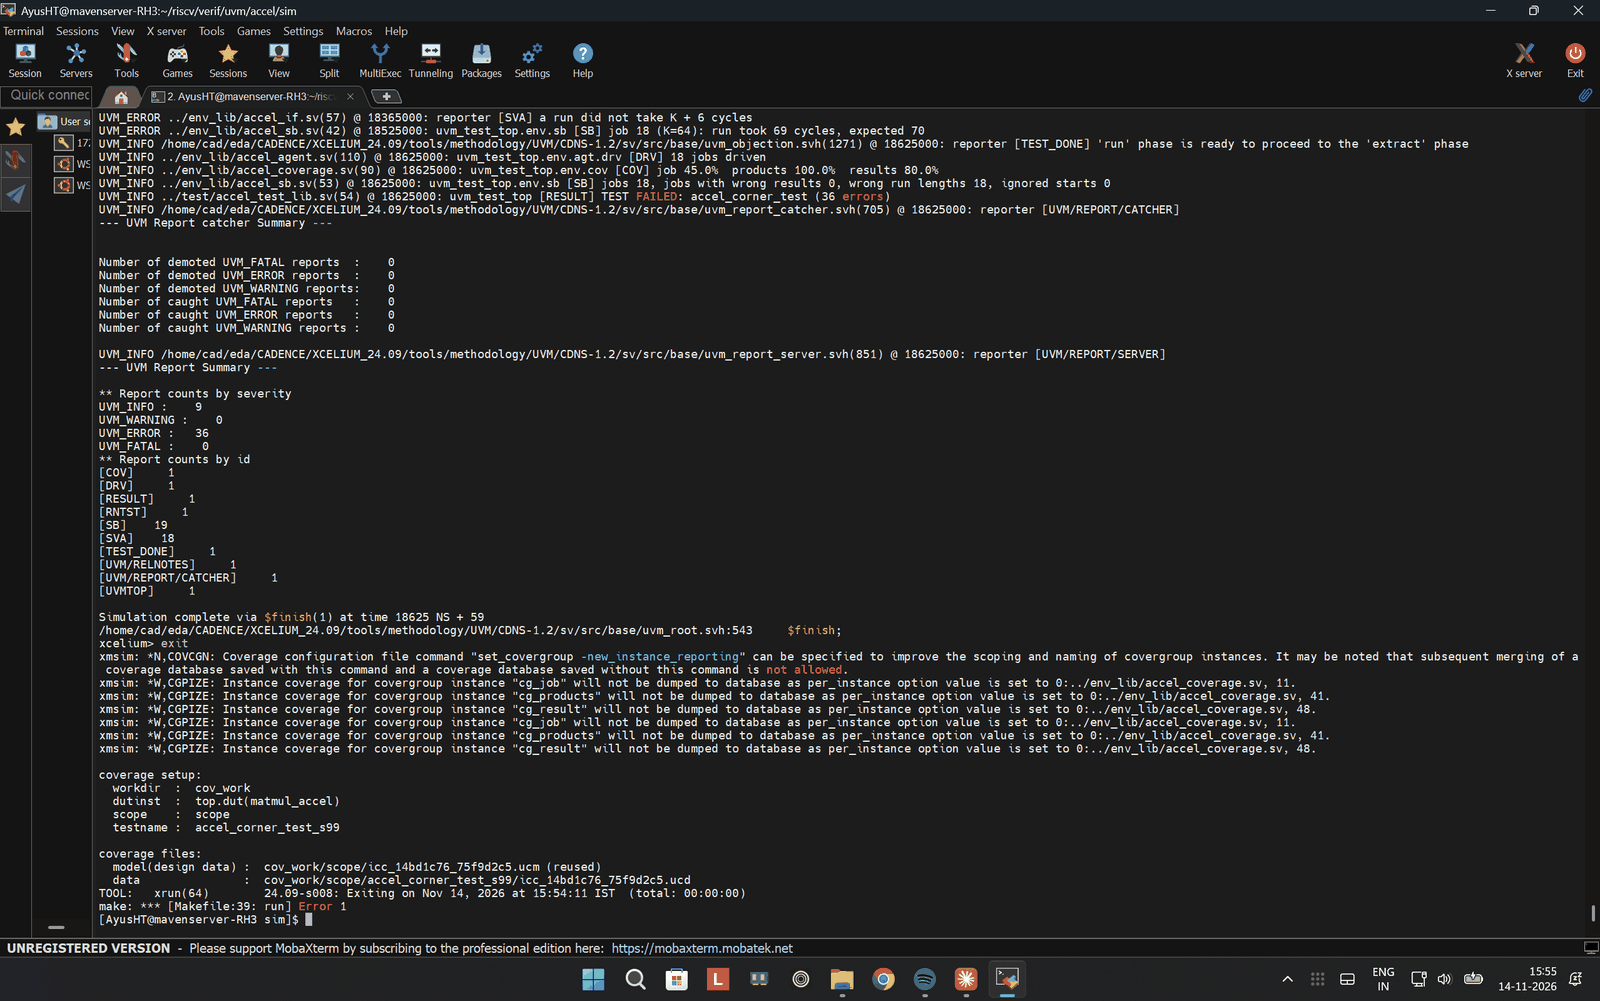 AyusHT@mavenserver-RH3:~/riscv/verif/uvm/accel/sim
Terminal Sessions View X server Tools Games Settings Macros Help
Session Servers Tools Games Sessions View Split MultiExec Tunneling Packages Settings Help X server Exit
Quick connec
2. AyusHT@mavenserver-RH3:~/risc
User se
17
WS
WS
UVM_ERROR ../env_lib/accel_if.sv(57) @ 18365000: reporter [SVA] a run did not take K + 6 cycles
UVM_ERROR ../env_lib/accel_sb.sv(42) @ 18525000: uvm_test_top.env.sb [SB] job 18 (K=64): run took 69 cycles, expected 70
UVM_INFO /home/cad/eda/CADENCE/XCELIUM_24.09/tools/methodology/UVM/CDNS-1.2/sv/src/base/uvm_objection.svh(1271) @ 18625000: reporter [TEST_DONE] 'run' phase is ready to proceed to the 'extract' phase
UVM_INFO ../env_lib/accel_agent.sv(110) @ 18625000: uvm_test_top.env.agt.drv [DRV] 18 jobs driven
UVM_INFO ../env_lib/accel_coverage.sv(90) @ 18625000: uvm_test_top.env.cov [COV] job 45.0%  products 100.0%  results 80.0%
UVM_INFO ../env_lib/accel_sb.sv(53) @ 18625000: uvm_test_top.env.sb [SB] jobs 18, jobs with wrong results 0, wrong run lengths 18, ignored starts 0
UVM_INFO ../test/accel_test_lib.sv(54) @ 18625000: uvm_test_top [RESULT] TEST FAILED: accel_corner_test (36 errors)
UVM_INFO /home/cad/eda/CADENCE/XCELIUM_24.09/tools/methodology/UVM/CDNS-1.2/sv/src/base/uvm_report_catcher.svh(705) @ 18625000: reporter [UVM/REPORT/CATCHER]
--- UVM Report catcher Summary ---
Number of demoted UVM_FATAL reports  :    0
Number of demoted UVM_ERROR reports  :    0
Number of demoted UVM_WARNING reports:    0
Number of caught UVM_FATAL reports   :    0
Number of caught UVM_ERROR reports   :    0
Number of caught UVM_WARNING reports :    0
UVM_INFO /home/cad/eda/CADENCE/XCELIUM_24.09/tools/methodology/UVM/CDNS-1.2/sv/src/base/uvm_report_server.svh(851) @ 18625000: reporter [UVM/REPORT/SERVER]
--- UVM Report Summary ---
** Report counts by severity
UVM_INFO :    9
UVM_WARNING :    0
UVM_ERROR :   36
UVM_FATAL :    0
** Report counts by id
[COV]     1
[DRV]     1
[RESULT]     1
[RNTST]     1
[SB]    19
[SVA]    18
[TEST_DONE]     1
[UVM/RELNOTES]     1
[UVM/REPORT/CATCHER]     1
[UVMTOP]     1
Simulation complete via $finish(1) at time 18625 NS + 59
/home/cad/eda/CADENCE/XCELIUM_24.09/tools/methodology/UVM/CDNS-1.2/sv/src/base/uvm_root.svh:543     $finish;
xcelium> exit
xmsim: *N,COVCGN: Coverage configuration file command "set_covergroup -new_instance_reporting" can be specified to improve the scoping and naming of covergroup instances. It may be noted that subsequent merging of a
coverage database saved with this command and a coverage database saved without this command is not allowed.
xmsim: *W,CGPIZE: Instance coverage for covergroup instance "cg_job" will not be dumped to database as per_instance option value is set to 0:../env_lib/accel_coverage.sv, 11.
xmsim: *W,CGPIZE: Instance coverage for covergroup instance "cg_products" will not be dumped to database as per_instance option value is set to 0:../env_lib/accel_coverage.sv, 41.
xmsim: *W,CGPIZE: Instance coverage for covergroup instance "cg_result" will not be dumped to database as per_instance option value is set to 0:../env_lib/accel_coverage.sv, 48.
xmsim: *W,CGPIZE: Instance coverage for covergroup instance "cg_job" will not be dumped to database as per_instance option value is set to 0:../env_lib/accel_coverage.sv, 11.
xmsim: *W,CGPIZE: Instance coverage for covergroup instance "cg_products" will not be dumped to database as per_instance option value is set to 0:../env_lib/accel_coverage.sv, 41.
xmsim: *W,CGPIZE: Instance coverage for covergroup instance "cg_result" will not be dumped to database as per_instance option value is set to 0:../env_lib/accel_coverage.sv, 48.
coverage setup:
workdir  :  cov_work
dutinst  :  top.dut(matmul_accel)
scope    :  scope
testname :  accel_corner_test_s99
coverage files:
model(design data) :  cov_work/scope/icc_14bd1c76_75f9d2c5.ucm (reused)
data               :  cov_work/scope/accel_corner_test_s99/icc_14bd1c76_75f9d2c5.ucd
TOOL:   xrun(64)        24.09-s008: Exiting on Nov 14, 2026 at 15:54:11 IST  (total: 00:00:00)
make: *** [Makefile:39: run] Error 1
[AyusHT@mavenserver-RH3 sim]$
UNREGISTERED VERSION - Please support MobaXterm by subscribing to the professional edition here: https://mobaxterm.mobatek.net
L
ENG
IN
15:55
14-11-2026